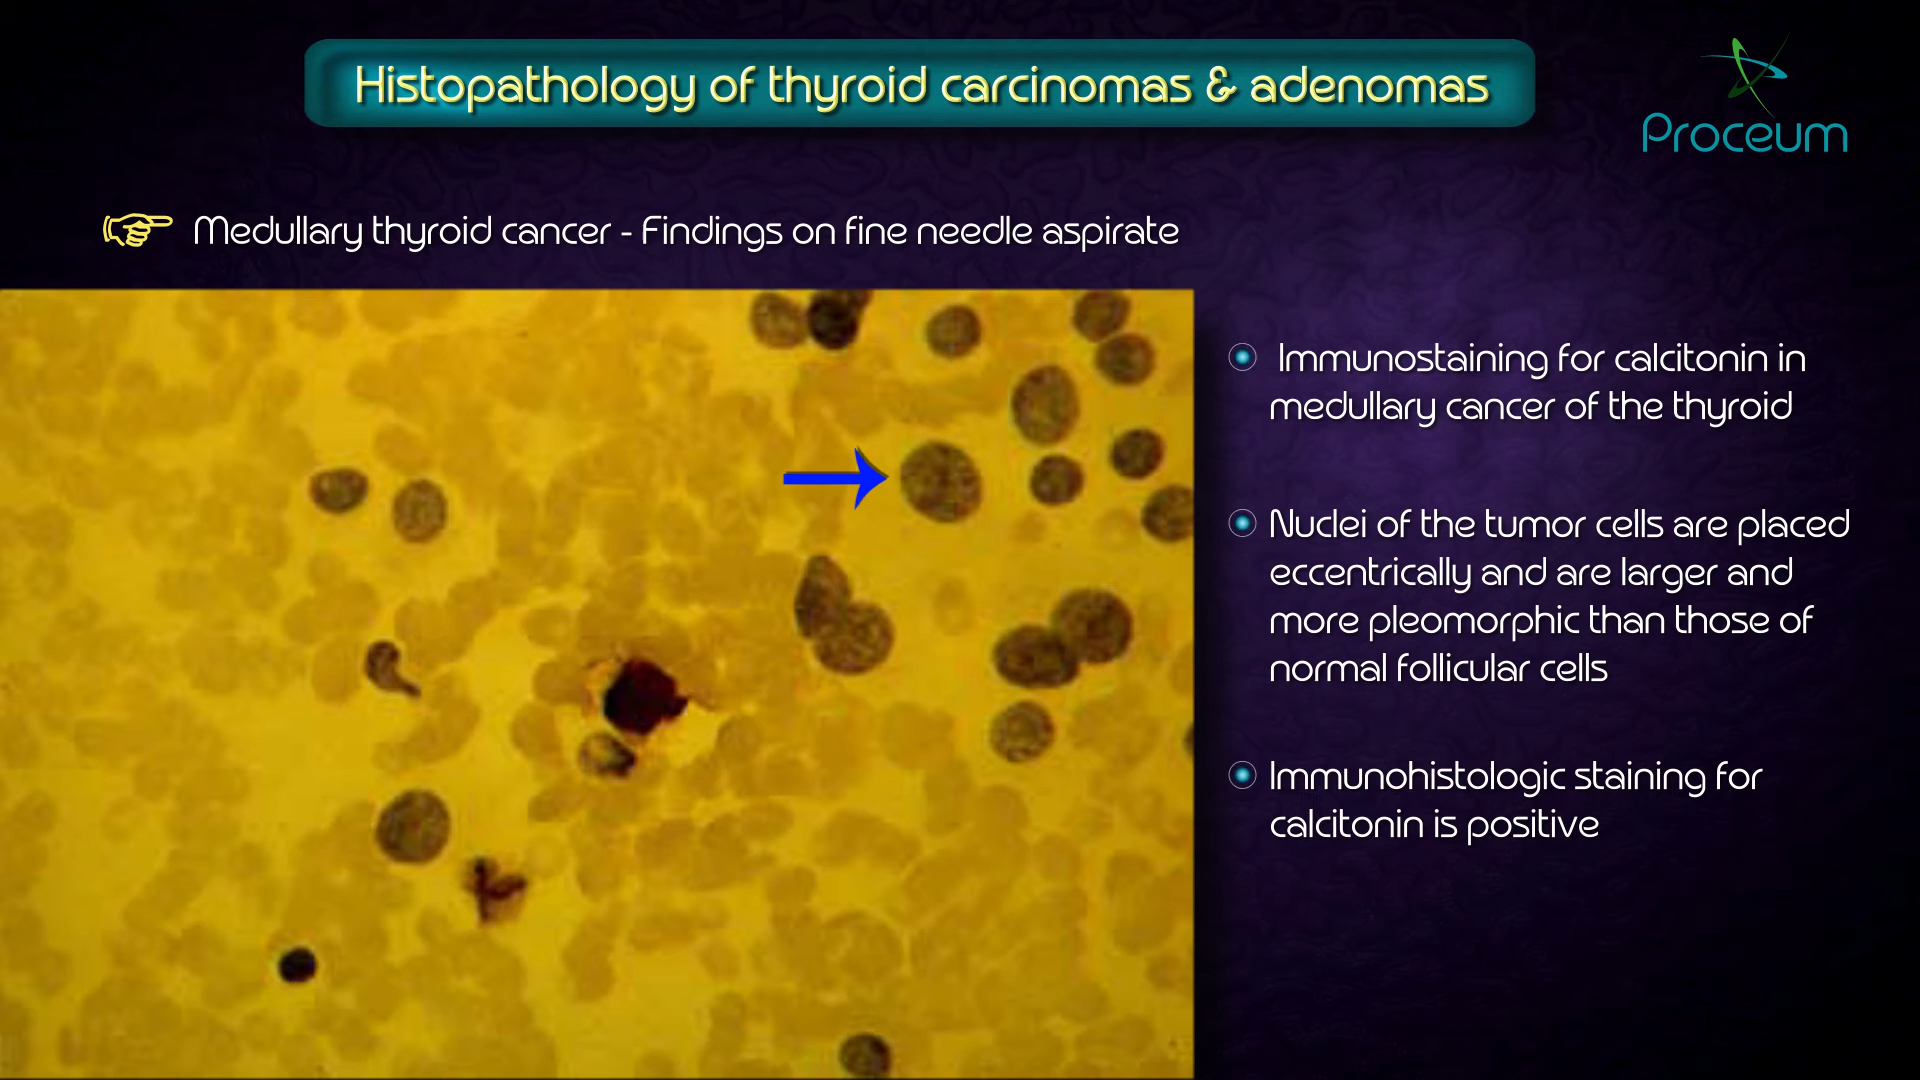 Histopathology of thyroid carcinomas & adenomas
Proceum
Medullary thyroid cancer - Findings on fine needle aspirate
Immunostaining for calcitonin in
medullary cancer of the thyroid
Nuclei of the tumor cells are placed
eccentrically and are larger and
more pleomorphic than those of
normal follicular cells
Immunohistologic staining for
calcitonin is positive